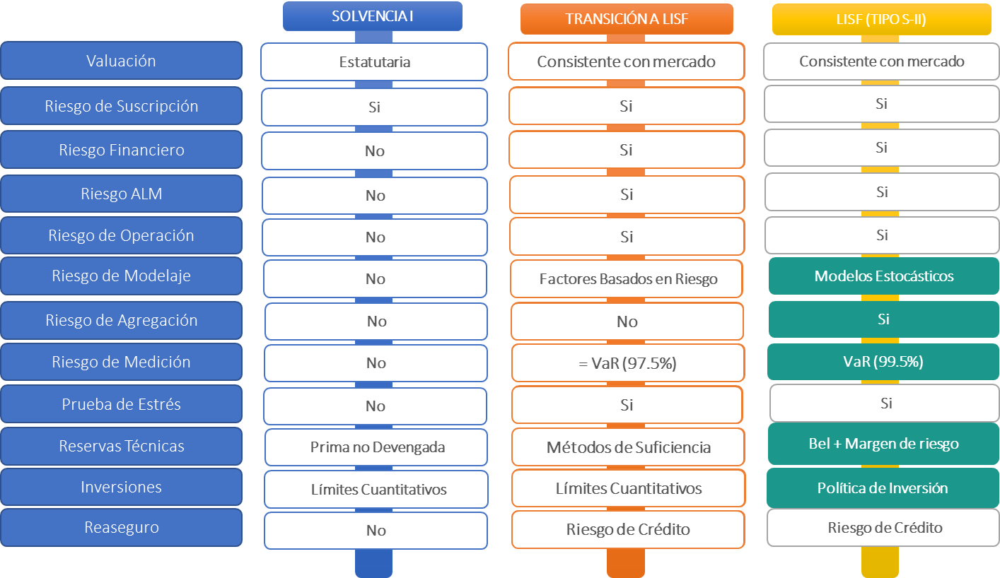 SOLVENCIA I
TRANSICIÓN A LISF
LISF (TIPO S-II)
Valuación
Estatutaria
Consistente con mercado
Consistente con mercado
Riesgo de Suscripción
Si
Si
Si
Riesgo Financiero
No
Si
Si
Riesgo ALM
No
Si
Si
Riesgo de Operación
No
Si
Si
Riesgo de Modelaje
No
Factores Basados en Riesgo
Modelos Estocásticos
Riesgo de Agregación
No
No
Si
Riesgo de Medición
No
= VaR (97.5%)
VaR (99.5%)
Prueba de Estrés
No
Si
Si
Reservas Técnicas
Prima no Devengada
Métodos de Suficiencia
Bel + Margen de riesgo
Inversiones
Límites Cuantitativos
Límites Cuantitativos
Política de Inversión
Reaseguro
No
Riesgo de Crédito
Riesgo de Crédito